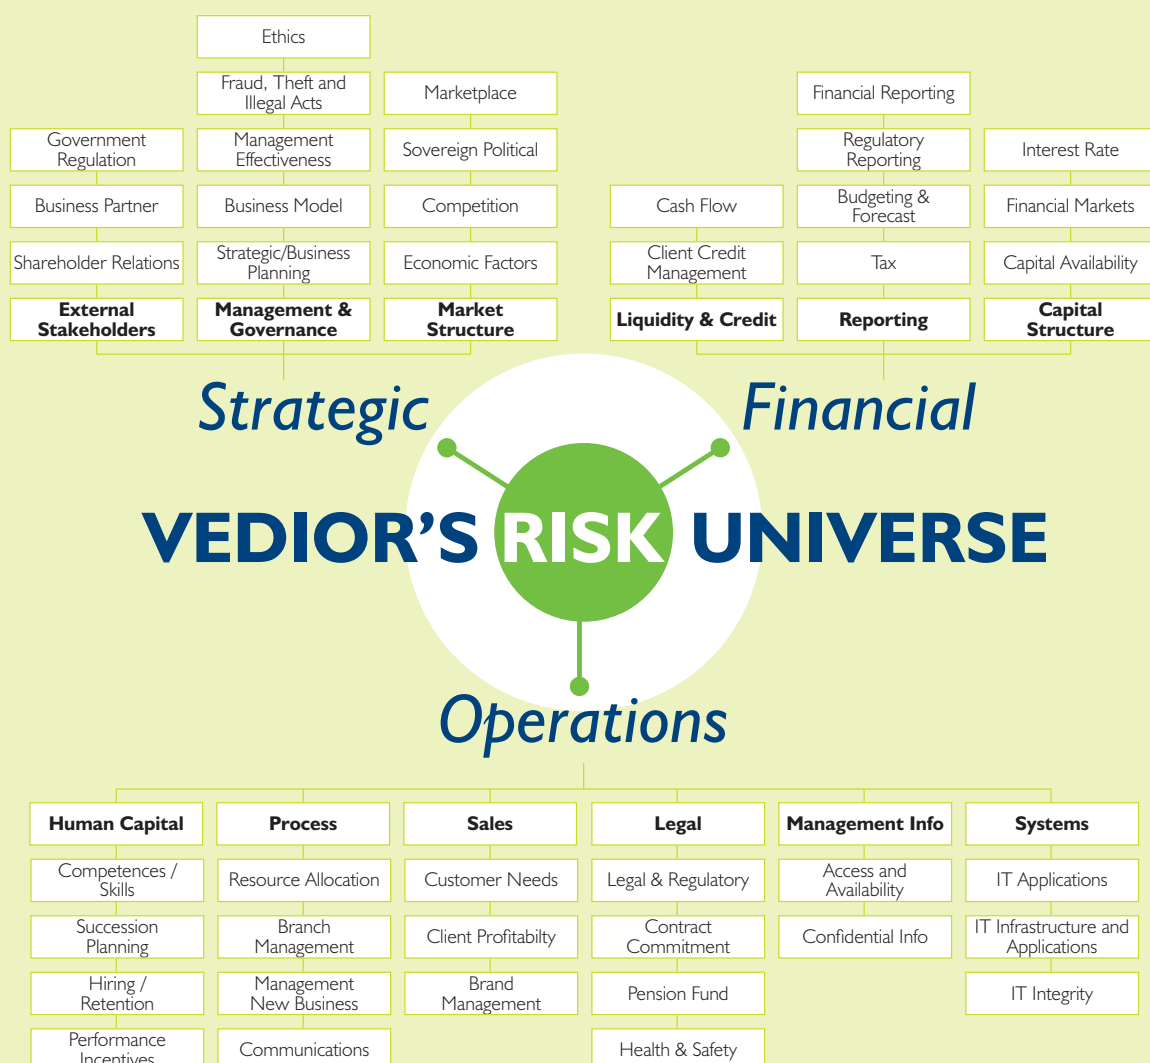 Ethics
Fraud, Theft and
Illegal Acts
Marketplace
Financial Reporting
Government
Regulation
Management
Effectiveness
Sovereign Political
Regulatory
Reporting
Interest Rate
Business Partner
Business Model
Competition
Cash Flow
Budgeting &
Forecast
Financial Markets
Shareholder Relations
Strategic/Business
Planning
Economic Factors
Client Credit
Management
Tax
Capital Availability
External
Stakeholders
Management &
Governance
Market
Structure
Liquidity & Credit
Reporting
Capital
Structure
Strategic
Financial
VEDIOR'S RISK UNIVERSE
Operations
Human Capital
Process
Sales
Legal
Management Info
Systems
Competences /
Skills
Resource Allocation
Customer Needs
Legal & Regulatory
Access and
Availability
IT Applications
Succession
Planning
Branch
Management
Client Profitabilty
Contract
Commitment
Confidential Info
IT Infrastructure and
Applications
Hiring /
Retention
Management
New Business
Brand
Management
Pension Fund
IT Integrity
Performance
Incentives
Communications
Health & Safety